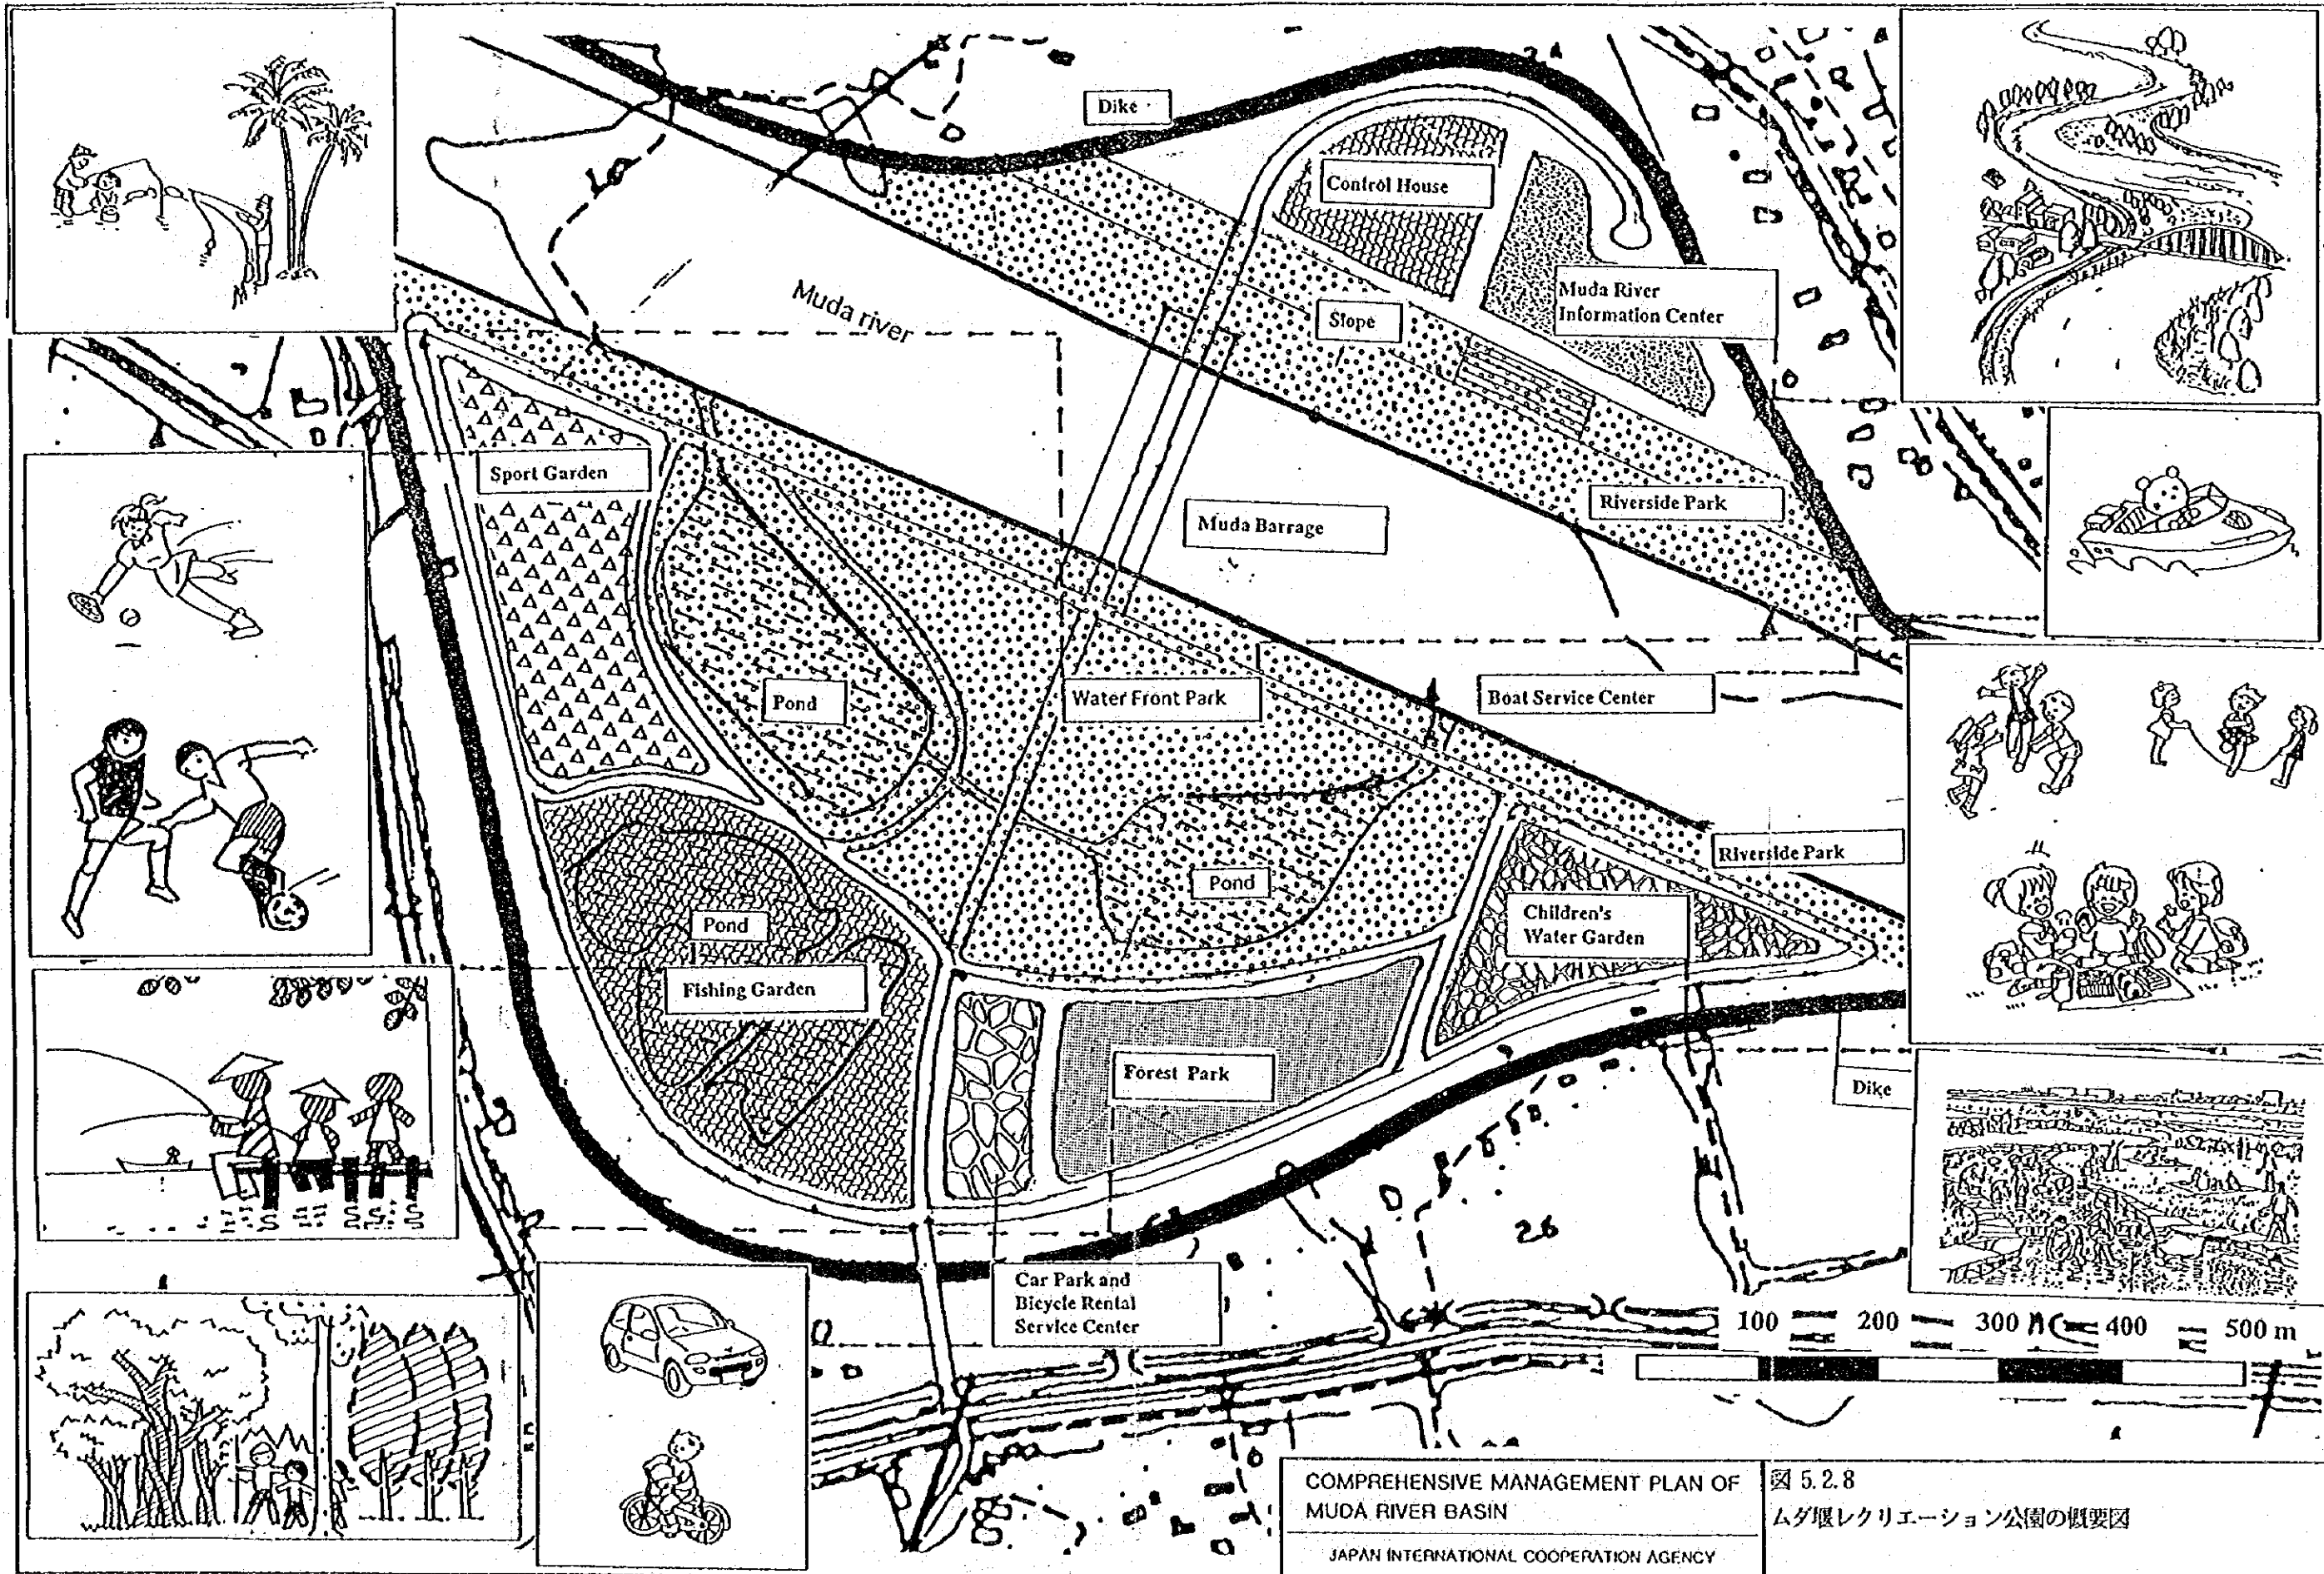 Dike
Control House
Muda River
Information Center
Muda river
Slope
Sport Garden
Riverside Park
Muda Barrage
Pond
Water Front Park
Boat Service Center
Riverside Park
Pond
Children's
Water Garden
Pond
Fishing Garden
Forest Park
Dike
26
Car Park and
Bicycle Rental
Service Center
100 200 300 400 500 m
COMPREHENSIVE MANAGEMENT PLAN OF
MUDA RIVER BASIN
JAPAN INTERNATIONAL COOPERATION AGENCY
図 5.2.8
ムダ堰レクリエーション公園の概要図